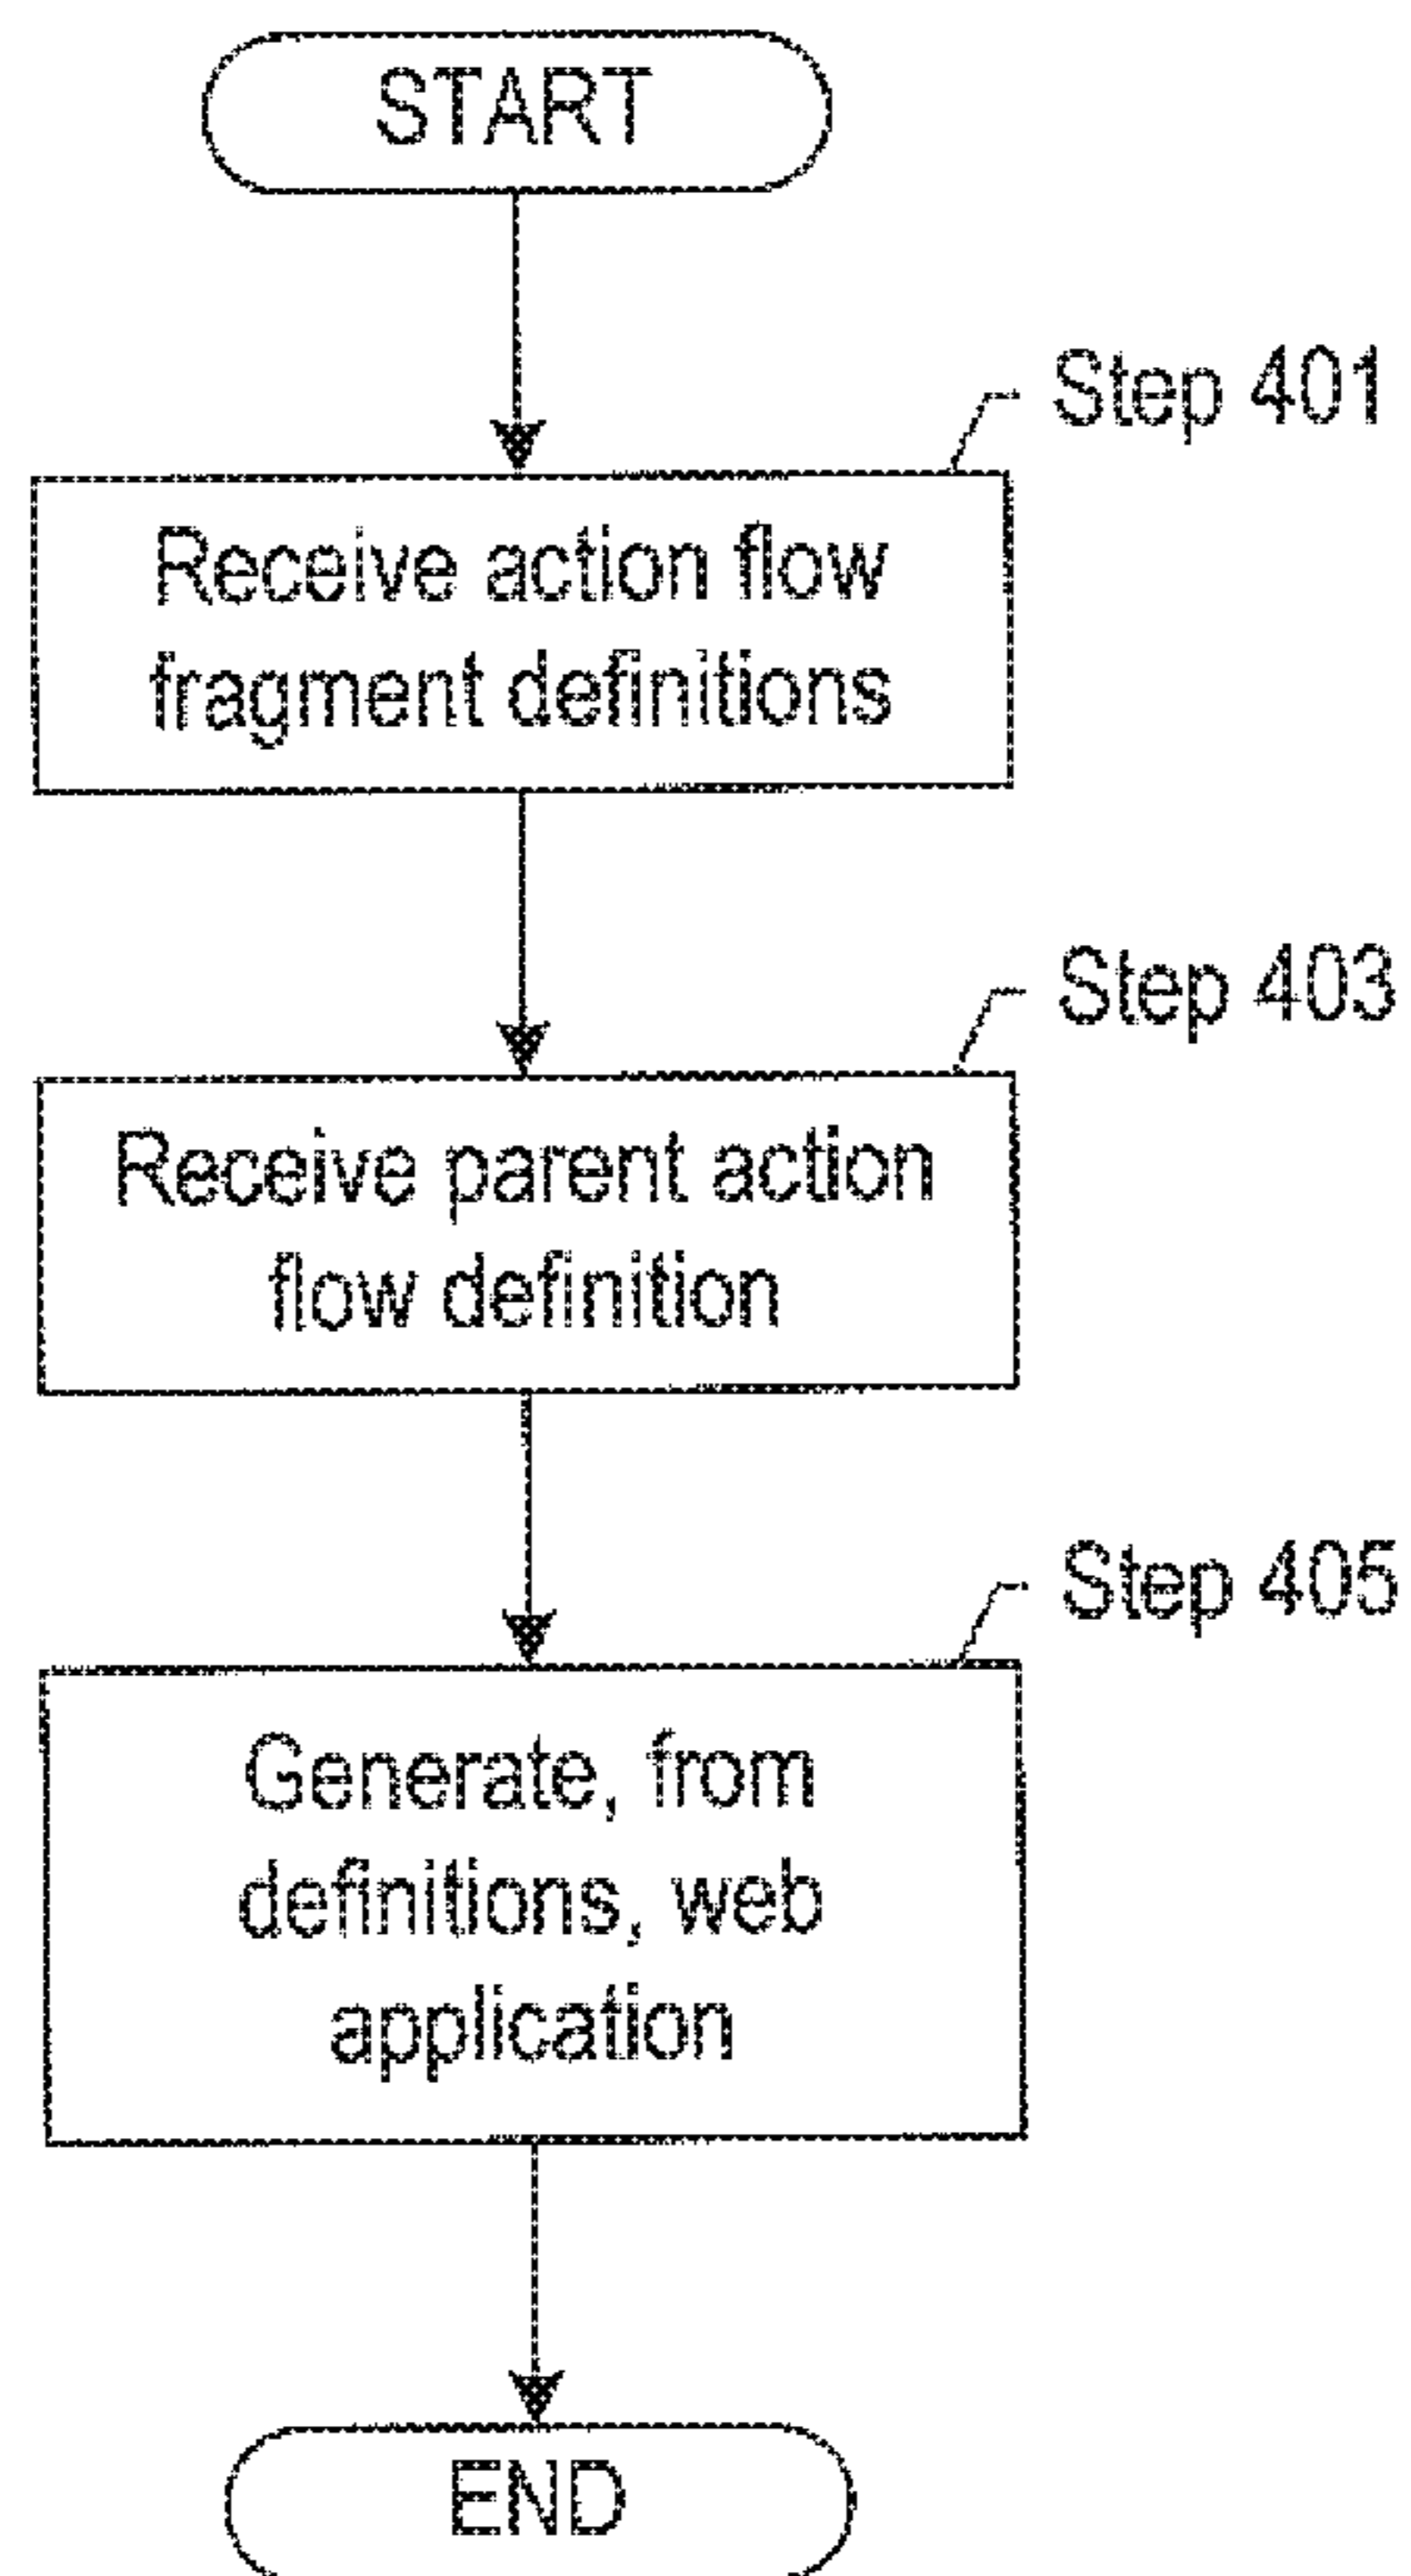 START
Step 401
Receive action flow
fragment definitions
Step 403
Receive parent action
flow definition
Step 405
Generate, from
definitions, web
application
END